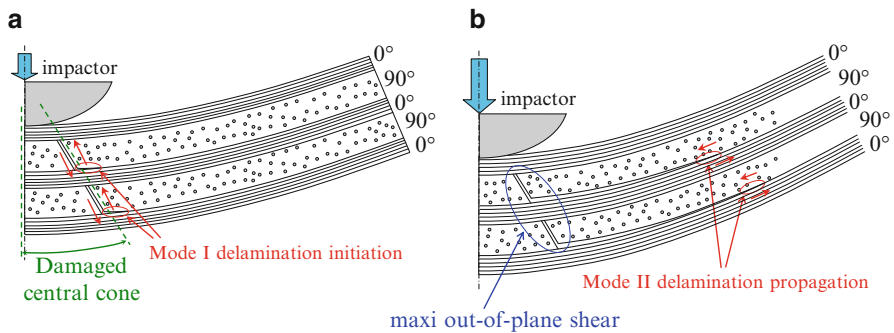 a
impactor
0°
90°
0°
90°
0°
Mode I delamination initiation
Damaged
central cone
b
impactor
0°
90°
0°
90°
0°
Mode II delamination propagation
maxi out-of-plane shear